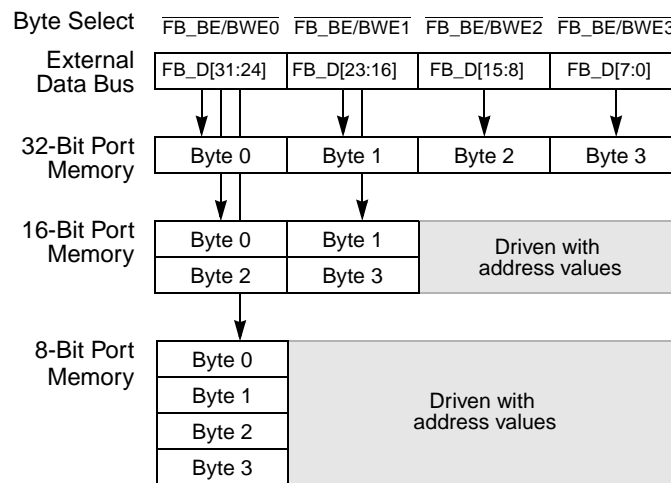 Byte Select FB_BE/BWE0 FB_BE/BWE1 FB_BE/BWE2 FB_BE/BWE3
External
Data Bus
FB_D[31:24] FB_D[23:16] FB_D[15:8] FB_D[7:0]
32-Bit Port
Memory
Byte 0 Byte 1 Byte 2 Byte 3
16-Bit Port
Memory
Byte 0 Byte 1
Byte 2 Byte 3
Driven with
address values
8-Bit Port
Memory
Byte 0
Byte 1
Byte 2
Byte 3
Driven with
address values